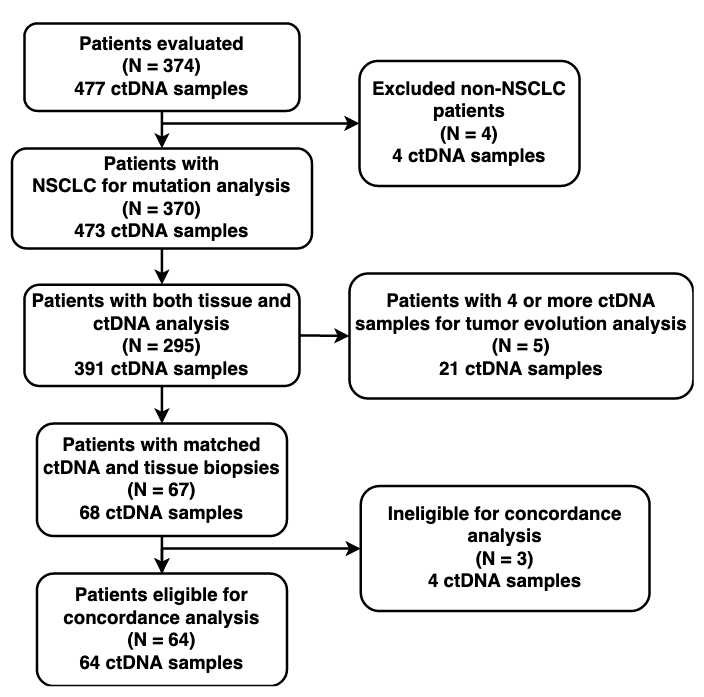 Patients evaluated
(N = 374)
477 ctDNA samples
Excluded non-NSCLC
patients
(N = 4)
4 ctDNA samples
Patients with
NSCLC for mutation analysis
(N = 370)
473 ctDNA samples
Patients with both tissue and
ctDNA analysis
(N = 295)
391 ctDNA samples
Patients with 4 or more ctDNA
samples for tumor evolution analysis
(N = 5)
21 ctDNA samples
Patients with matched
ctDNA and tissue biopsies
(N = 67)
68 ctDNA samples
Ineligible for concordance
analysis
(N = 3)
4 ctDNA samples
Patients eligible for
concordance analysis
(N = 64)
64 ctDNA samples